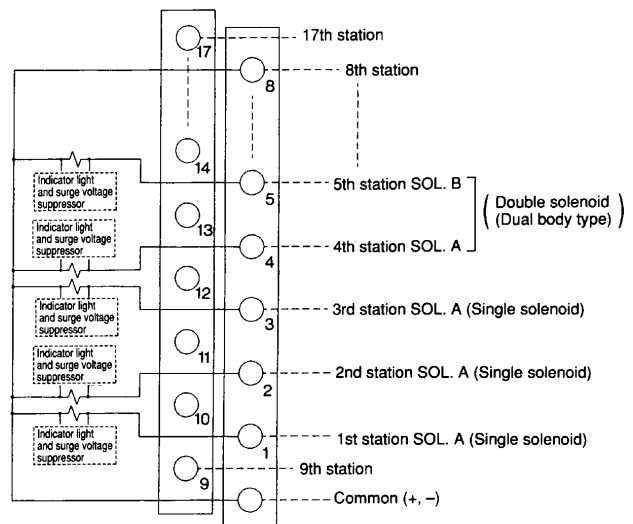 17
17th station
8
8th station
14
Indicator light
and surge voltage
suppressor
5
5th station SOL. B
13
( Double solenoid
(Dual body type) )
Indicator light
and surge voltage
suppressor
4
4th station SOL. A
12
3
3rd station SOL. A (Single solenoid)
Indicator light
and surge voltage
suppressor
11
2
2nd station SOL. A (Single solenoid)
Indicator light
and surge voltage
suppressor
10
1
1st station SOL. A (Single solenoid)
Indicator light
and surge voltage
suppressor
9
9th station
Common (+, –)